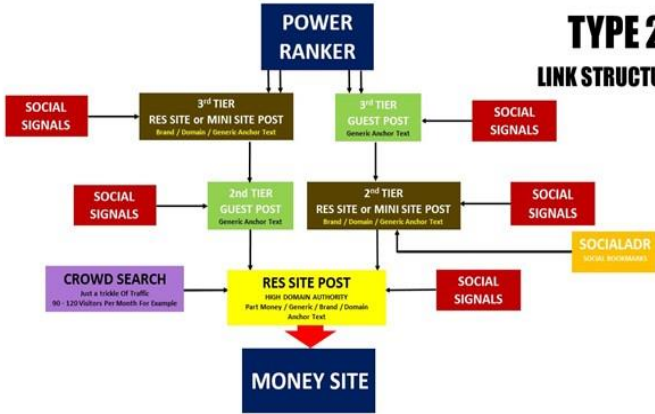 POWER
RANKER
TYPE 2
LINK STRUCTU
SOCIAL
SIGNALS
3rd TIER
RES SITE or MINI SITE POST
Brand / Domain / Generic Anchor Text
3rd TIER
GUEST POST
Generic Anchor Text
SOCIAL
SIGNALS
SOCIAL
SIGNALS
2nd TIER
GUEST POST
Generic Anchor Text
2nd TIER
RES SITE or MINI SITE POST
Brand / Domain / Generic Anchor Text
SOCIAL
SIGNALS
SOCIALADR
SOCIAL BOOKMARKS
CROWD SEARCH
Just a trickle Of Traffic
90 - 120 Visitors Per Month For Example
RES SITE POST
HIGH DOMAIN AUTHORITY
Part Money / Generic / Brand / Domain
Anchor Text
SOCIAL
SIGNALS
MONEY SITE